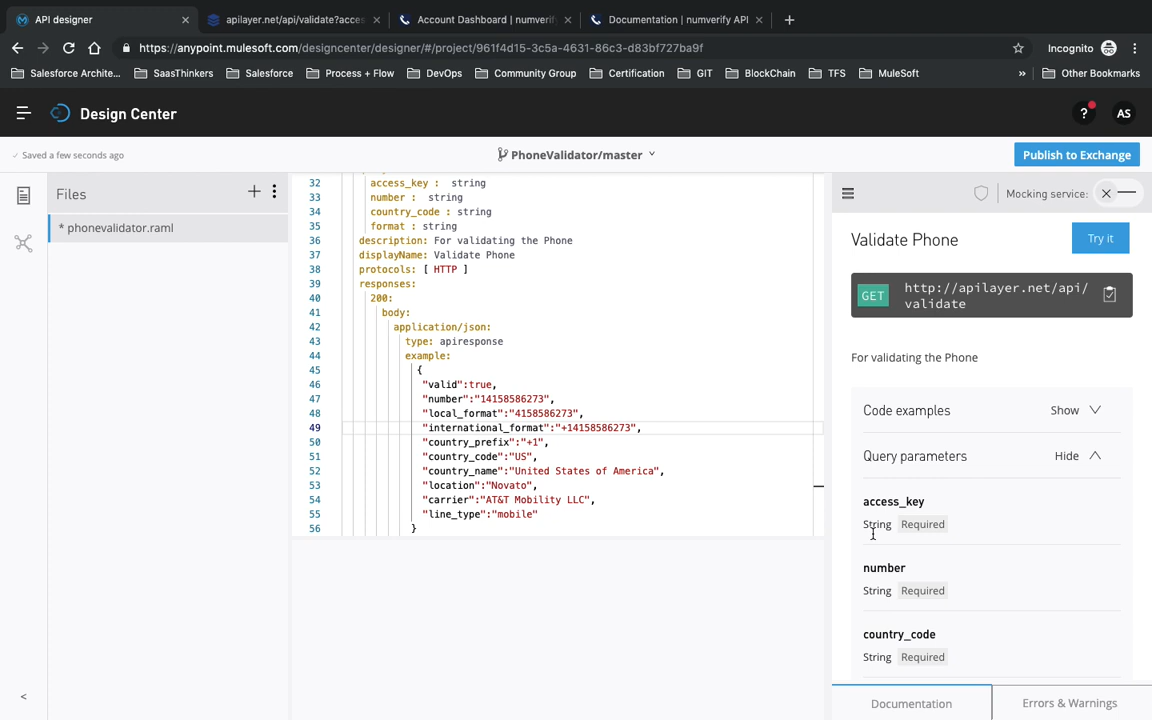 API designer
apilayer.net/api/validate?acces
Account Dashboard | numverify
Documentation | numverify API
https://anypoint.mulesoft.com/designcenter/designer/#/project/961f4d15-3c5a-4631-86c3-d83bf727ba9f
Incognito
Salesforce Archite...
SaasThinkers
Salesforce
Process + Flow
DevOps
Community Group
Certification
GIT
BlockChain
TFS
MuleSoft
»
Other Bookmarks
Design Center
?
AS
✓ Saved a few seconds ago
PhoneValidator/master
Publish to Exchange
Files
* phonevalidator.raml
32 access_key : string
33 number : string
34 country_code : string
35 format : string
36 description: For validating the Phone
37 displayName: Validate Phone
38 protocols: [ HTTP ]
39 responses:
40 200:
41 body:
42 application/json:
43 type: apiresponse
44 example:
45 {
46 "valid":true,
47 "number":"14158586273",
48 "local_format":"4158586273",
49 "international_format":"+14158586273",
50 "country_prefix":"+1",
51 "country_code":"US",
52 "country_name":"United States of America",
53 "location":"Novato",
54 "carrier":"AT&T Mobility LLC",
55 "line_type":"mobile"
56 }
Mocking service:
Validate Phone
Try it
GET
http://apilayer.net/api/
validate
For validating the Phone
Code examples
Show
Query parameters
Hide
access_key
String Required
number
String Required
country_code
String Required
Documentation
Errors & Warnings
<